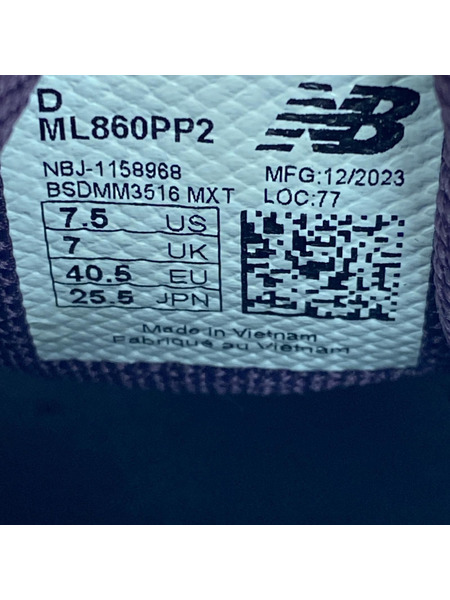 D
ML860PP2
NB
NBJ-1158968
BSDMM3516 MXT
MFG:12/2023
LOC:77
7.5 US
7 UK
40.5 EU
25.5 JPN
Made in Vietnam
Fabriqué au Vietnam